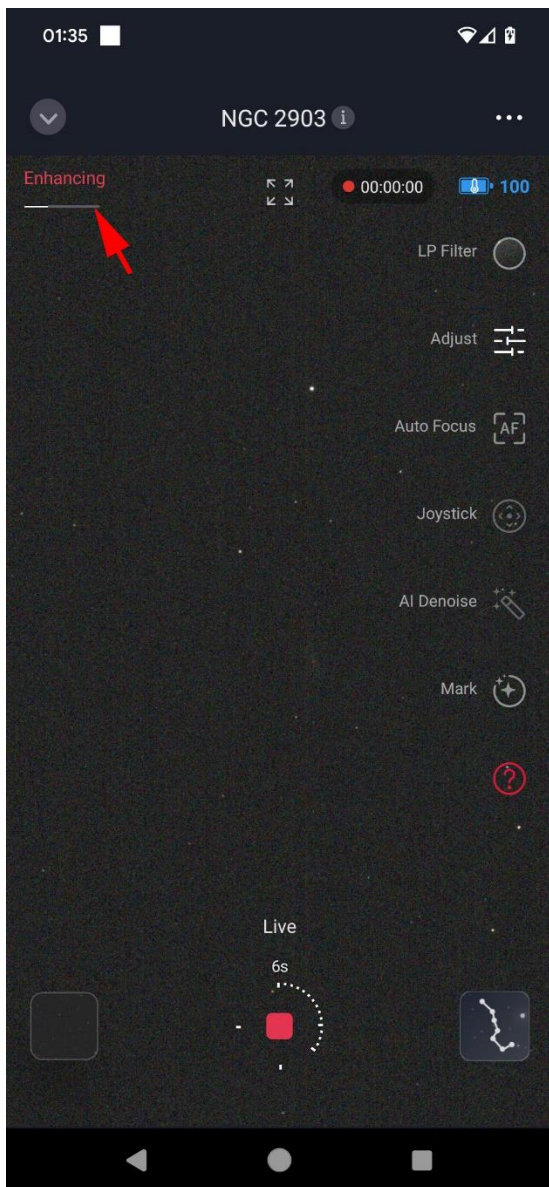 01:35
NGC 2903 i
Enhancing
00:00:00
100
LP Filter
Adjust
Auto Focus
AF
Joystick
AI Denoise
Mark
?
Live
6s